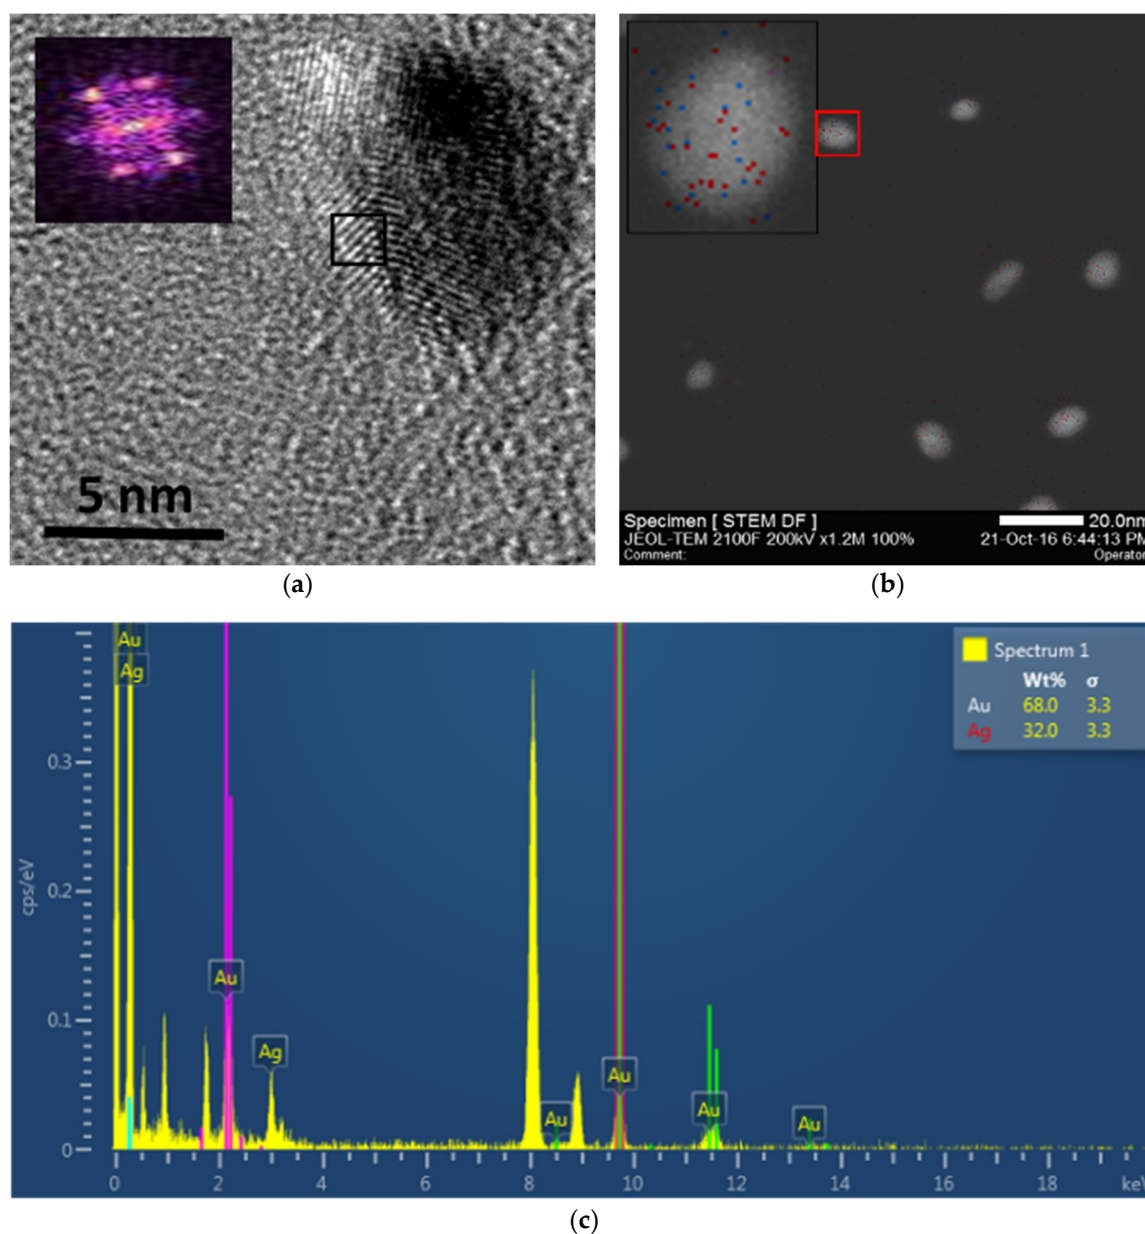 5 nm
(a)
Specimen [ STEM DF ]
20.0nm
JEOL-TEM 2100F 200kV x1.2M 100%
21-Oct-16 6:44:13 PM
Comment:
Operator
(b)
Au
Ag
Spectrum 1
Wt% σ
Au 68.0 3.3
Ag 32.0 3.3
0.3
0.2
0.1
0
cps/eV
Au
Ag
Au
Au
Au
Au
0 2 4 6 8 10 12 14 16 18 keV
(c)